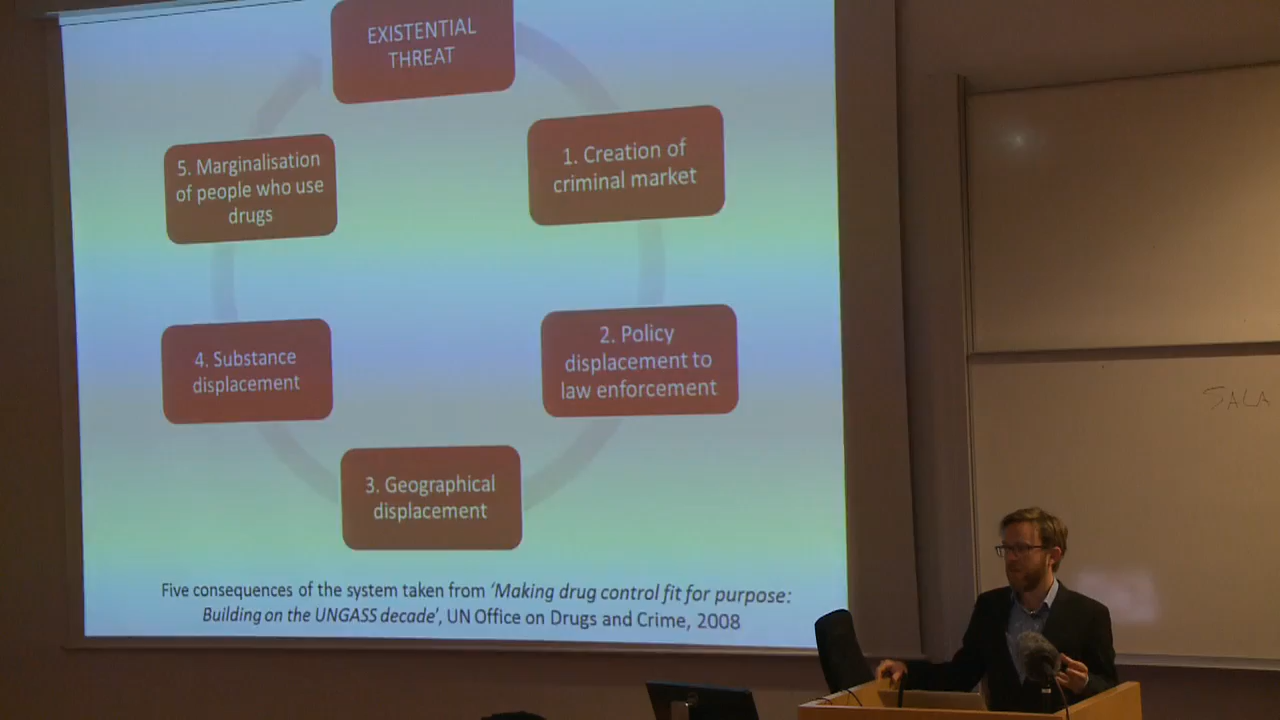 EXISTENTIAL
THREAT
1. Creation of
criminal market
2. Policy
displacement to
law enforcement
3. Geographical
displacement
4. Substance
displacement
5. Marginalisation
of people who use
drugs
Five consequences of the system taken from ‘Making drug control fit for purpose:
Building on the UNGASS decade’, UN Office on Drugs and Crime, 2008
SALA